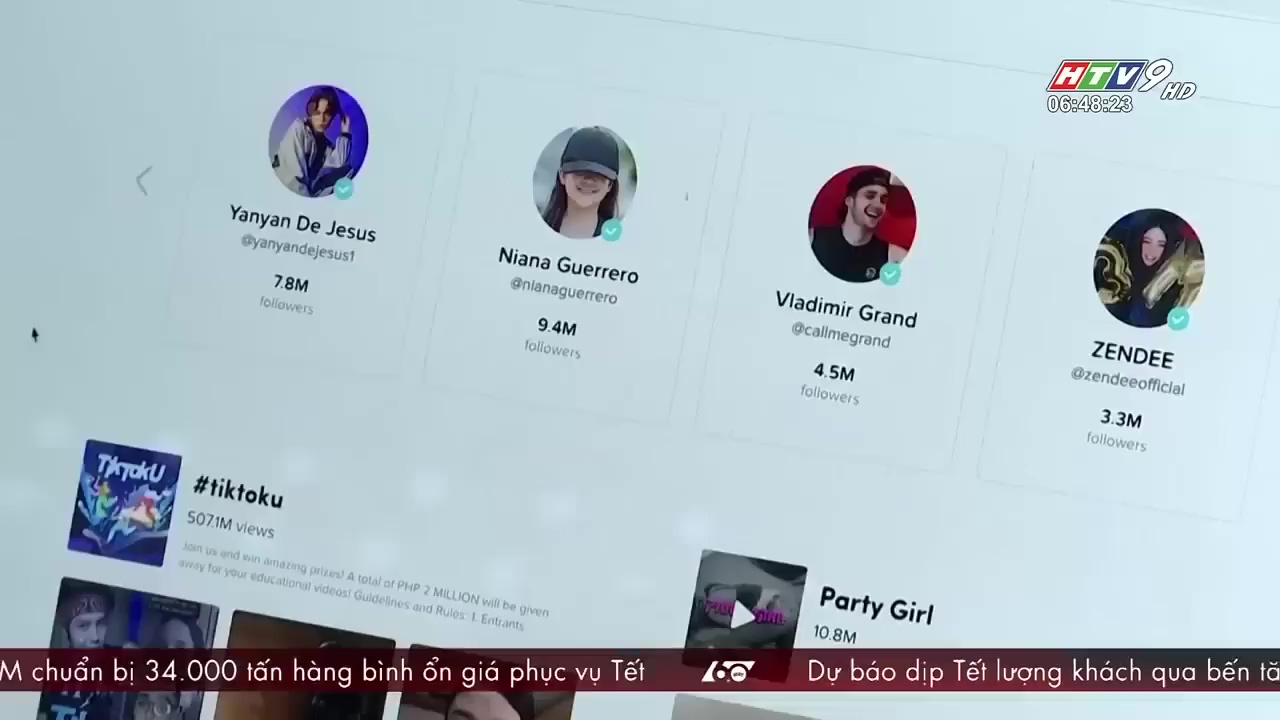 HTV9 HD
06:48:23
Yanyan De Jesus
@yanyandejesus1
7.8M
followers
Niana Guerrero
@nianaguerrero
9.4M
followers
Vladimir Grand
@callmegrand
4.5M
followers
ZENDEE
@zendeeofficial
3.3M
followers
TikTokU
#tiktoku
507.1M views
Join us and win amazing prizes! A total of PHP 2 MILLION will be given
away for your educational videos! Guidelines and Rules: 1. Entrants
Party Girl
10.8M
M chuẩn bị 34.000 tấn hàng bình ổn giá phục vụ Tết
60
Dự báo dịp Tết lượng khách qua bến tă